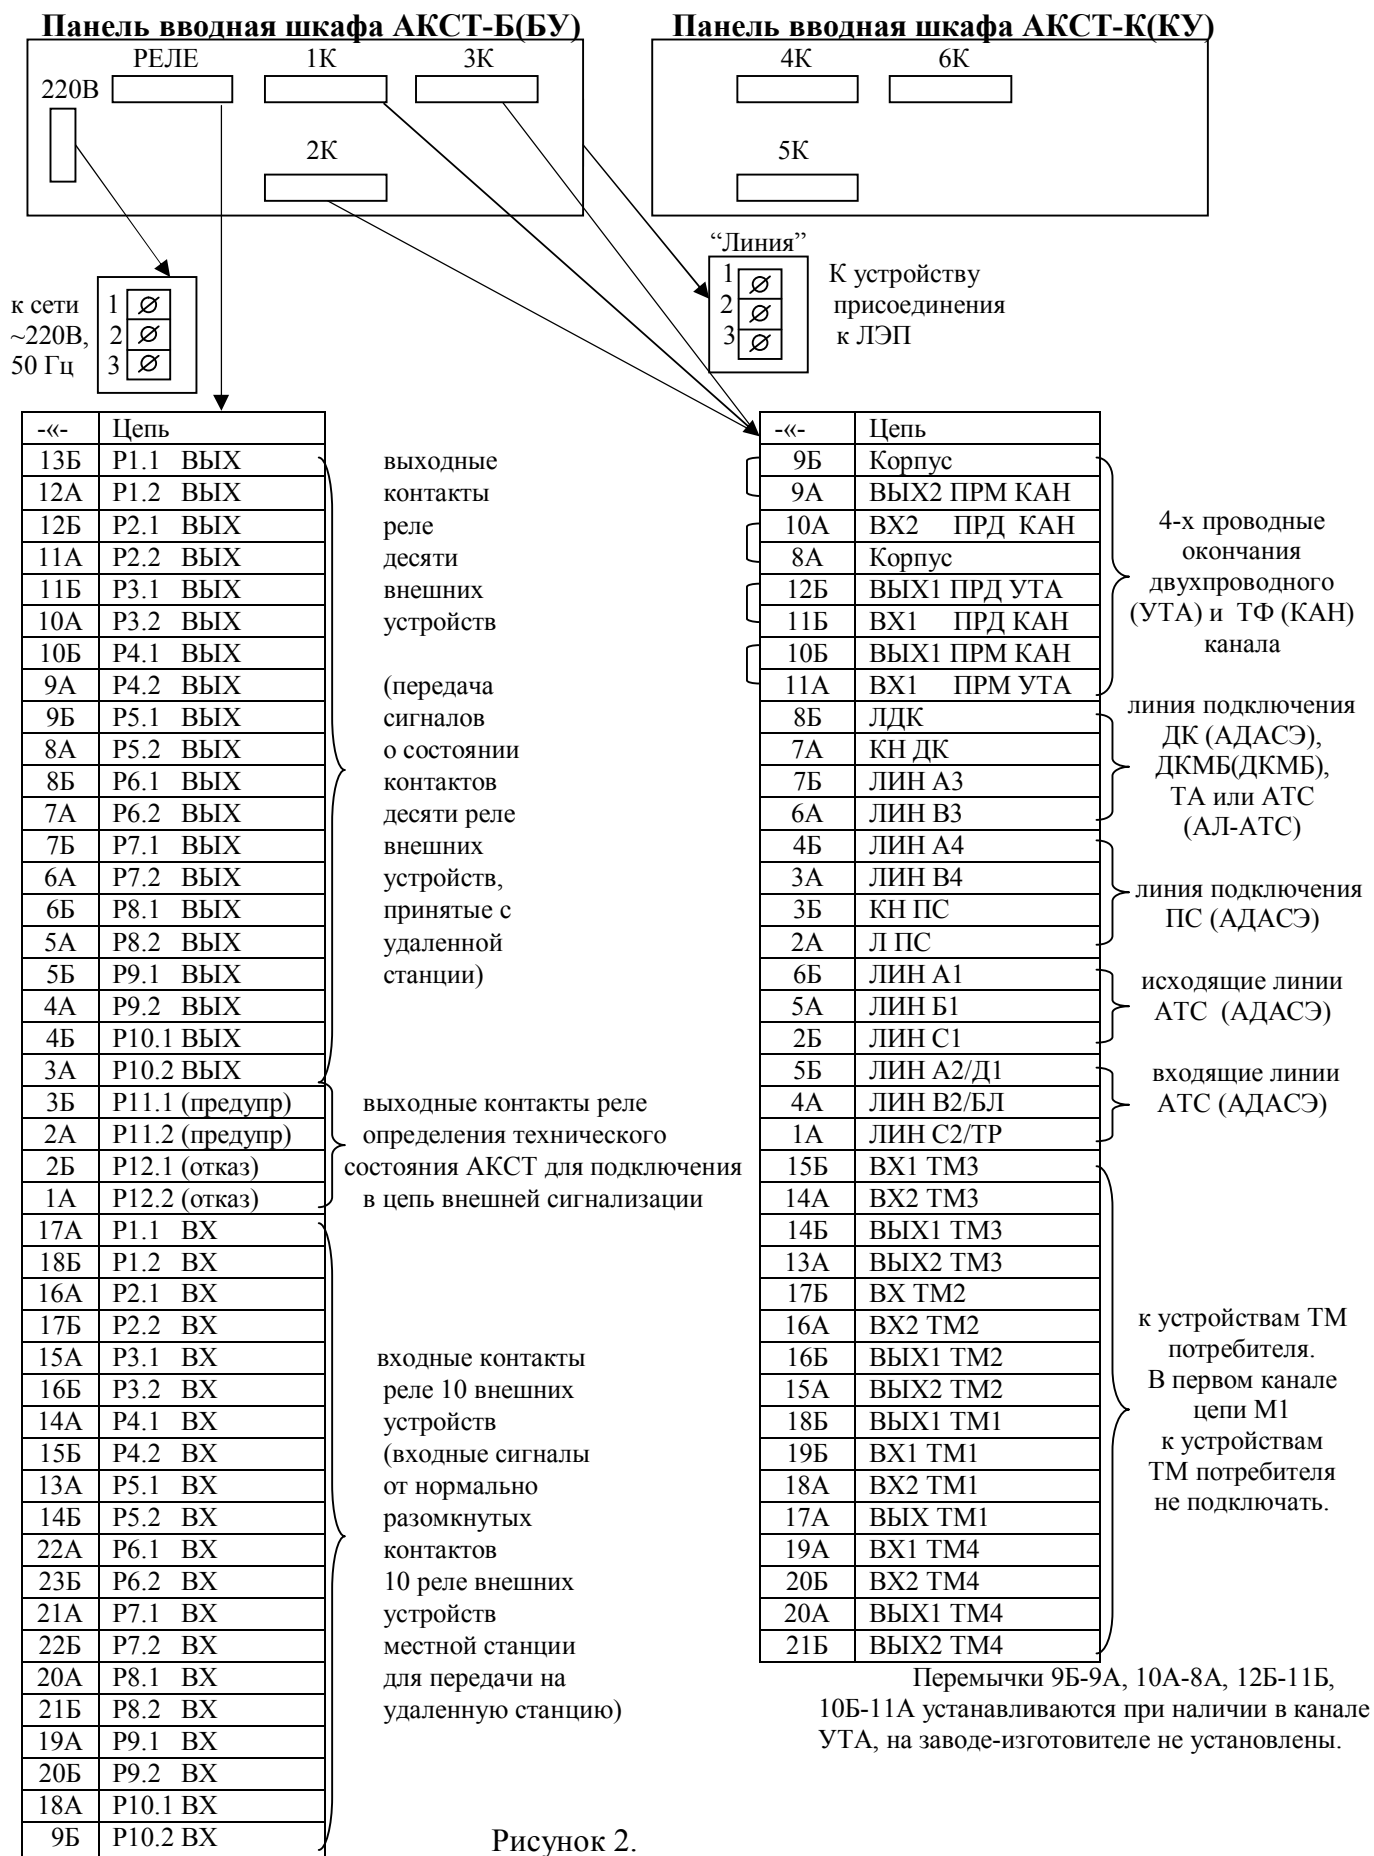 Панель вводная шкафа АКСТ-Б(БУ)
Панель вводная шкафа АКСТ-К(КУ)
РЕЛЕ
1К
3К
220В
2К
4К
6К
5К
“Линия”
1
2
3
К устройству
присоединения
к ЛЭП
к сети
~220В,
50 Гц
1
2
3
-«- Цепь
13Б Р1.1 ВЫХ
12А Р1.2 ВЫХ
12Б Р2.1 ВЫХ
11А Р2.2 ВЫХ
11Б Р3.1 ВЫХ
10А Р3.2 ВЫХ
10Б Р4.1 ВЫХ
9А Р4.2 ВЫХ
9Б Р5.1 ВЫХ
8А Р5.2 ВЫХ
8Б Р6.1 ВЫХ
7А Р6.2 ВЫХ
7Б Р7.1 ВЫХ
6А Р7.2 ВЫХ
6Б Р8.1 ВЫХ
5А Р8.2 ВЫХ
5Б Р9.1 ВЫХ
4А Р9.2 ВЫХ
4Б Р10.1 ВЫХ
3А Р10.2 ВЫХ
3Б Р11.1 (предупр)
2А Р11.2 (предупр)
2Б Р12.1 (отказ)
1А Р12.2 (отказ)
17А Р1.1 ВХ
18Б Р1.2 ВХ
16А Р2.1 ВХ
17Б Р2.2 ВХ
15А Р3.1 ВХ
16Б Р3.2 ВХ
14А Р4.1 ВХ
15Б Р4.2 ВХ
13А Р5.1 ВХ
14Б Р5.2 ВХ
22А Р6.1 ВХ
23Б Р6.2 ВХ
21А Р7.1 ВХ
22Б Р7.2 ВХ
20А Р8.1 ВХ
21Б Р8.2 ВХ
19А Р9.1 ВХ
20Б Р9.2 ВХ
18А Р10.1 ВХ
9Б Р10.2 ВХ
выходные
контакты
реле
десяти
внешних
устройств
(передача
сигналов
о состоянии
контактов
десяти реле
внешних
устройств,
принятые с
удаленной
станции)
выходные контакты реле
определения технического
состояния АКСТ для подключения
в цепь внешней сигнализации
входные контакты
реле 10 внешних
устройств
(входные сигналы
от нормально
разомкнутых
контактов
10 реле внешних
устройств
местной станции
для передачи на
удаленную станцию)
-«- Цепь
9Б Корпус
9А ВЫХ2 ПРМ КАН
10А ВХ2 ПРД КАН
8А Корпус
12Б ВЫХ1 ПРД УТА
11Б ВХ1 ПРД КАН
10Б ВЫХ1 ПРМ КАН
11А ВХ1 ПРМ УТА
8Б ЛДК
7А КН ДК
7Б ЛИН А3
6А ЛИН В3
4Б ЛИН А4
3А ЛИН В4
3Б КН ПС
2А Л ПС
6Б ЛИН А1
5А ЛИН Б1
2Б ЛИН С1
5Б ЛИН А2/Д1
4А ЛИН В2/БЛ
1А ЛИН С2/ТР
15Б ВХ1 ТМ3
14А ВХ2 ТМ3
14Б ВЫХ1 ТМ3
13А ВЫХ2 ТМ3
17Б ВХ ТМ2
16А ВХ2 ТМ2
16Б ВЫХ1 ТМ2
15А ВЫХ2 ТМ2
18Б ВЫХ1 ТМ1
19Б ВХ1 ТМ1
18А ВХ2 ТМ1
17А ВЫХ ТМ1
19А ВХ1 ТМ4
20Б ВХ2 ТМ4
20А ВЫХ1 ТМ4
21Б ВЫХ2 ТМ4
4-х проводные
окончания
двухпроводного
(УТА) и ТФ (КАН)
канала
линия подключения
ДК (АДАСЭ),
ДКМБ(ДКМБ),
ТА или АТС
(АЛ-АТС)
линия подключения
ПС (АДАСЭ)
исходящие линии
АТС (АДАСЭ)
входящие линии
АТС (АДАСЭ)
к устройствам ТМ
потребителя.
В первом канале
цепи М1
к устройствам
ТМ потребителя
не подключать.
Перемычки 9Б-9А, 10А-8А, 12Б-11Б,
10Б-11А устанавливаются при наличии в канале
УТА, на заводе-изготовителе не установлены.
Рисунок 2.